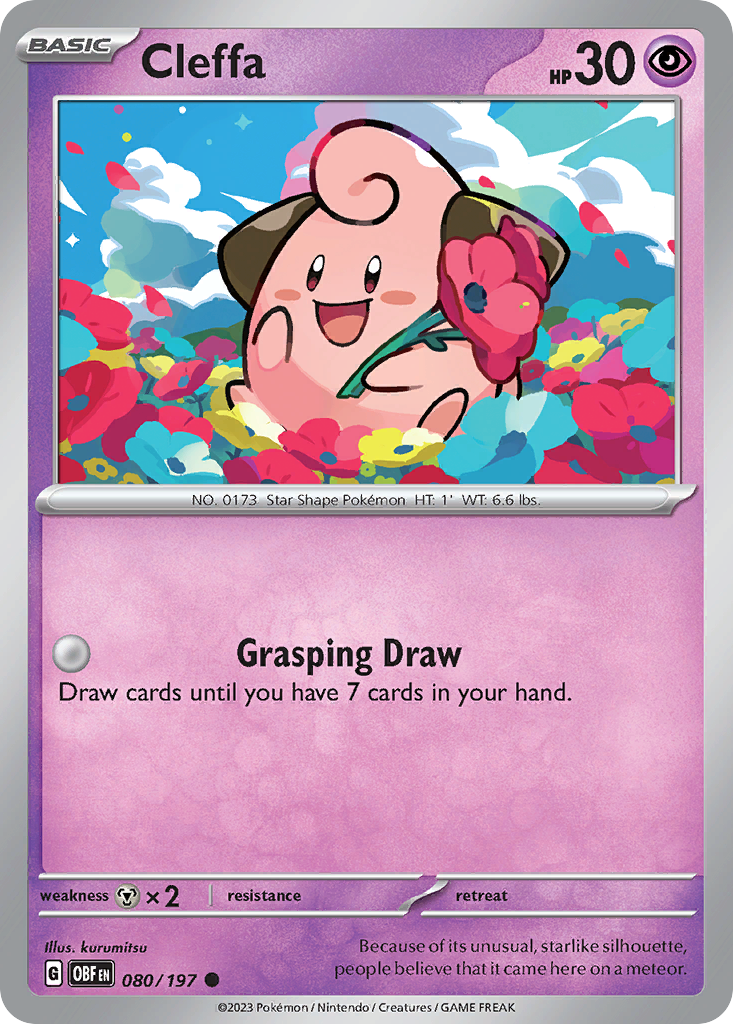 BASIC
Cleffa
HP 30
NO. 0173 Star Shape Pokémon HT: 1' WT: 6.6 lbs.
Grasping Draw
Draw cards until you have 7 cards in your hand.
weakness ×2 resistance retreat
Illus. kurumitsu
Because of its unusual, starlike silhouette,
people believe that it came here on a meteor.
G OBF EN 080/197
©2023 Pokémon / Nintendo / Creatures / GAME FREAK